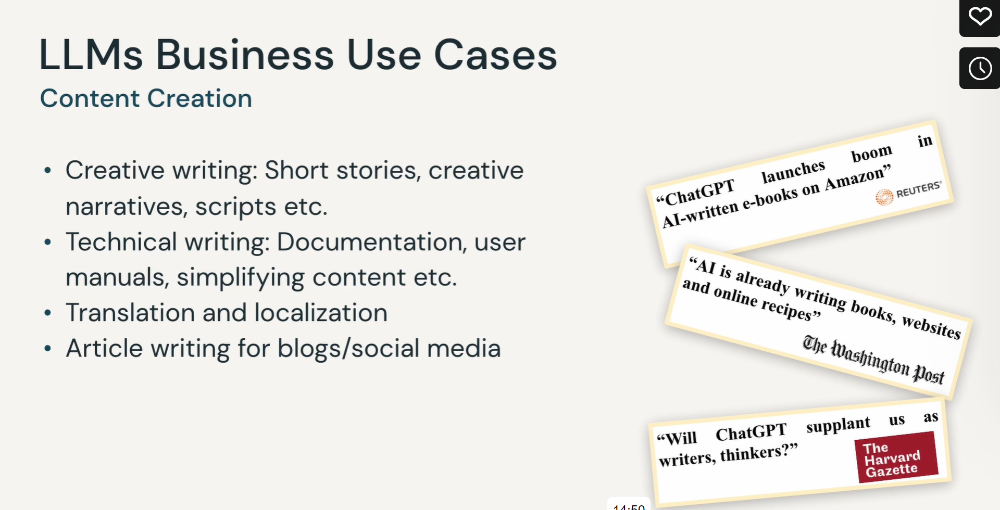 LLMs Business Use Cases
Content Creation
• Creative writing: Short stories, creative
narratives, scripts etc.
• Technical writing: Documentation, user
manuals, simplifying content etc.
• Translation and localization
• Article writing for blogs/social media
“ChatGPT launches boom in
AI-written e-books on Amazon”
REUTERS®
“AI is already writing books, websites
and online recipes”
The Washington Post
“Will ChatGPT supplant us as
writers, thinkers?”
The
Harvard
Gazette
14:50